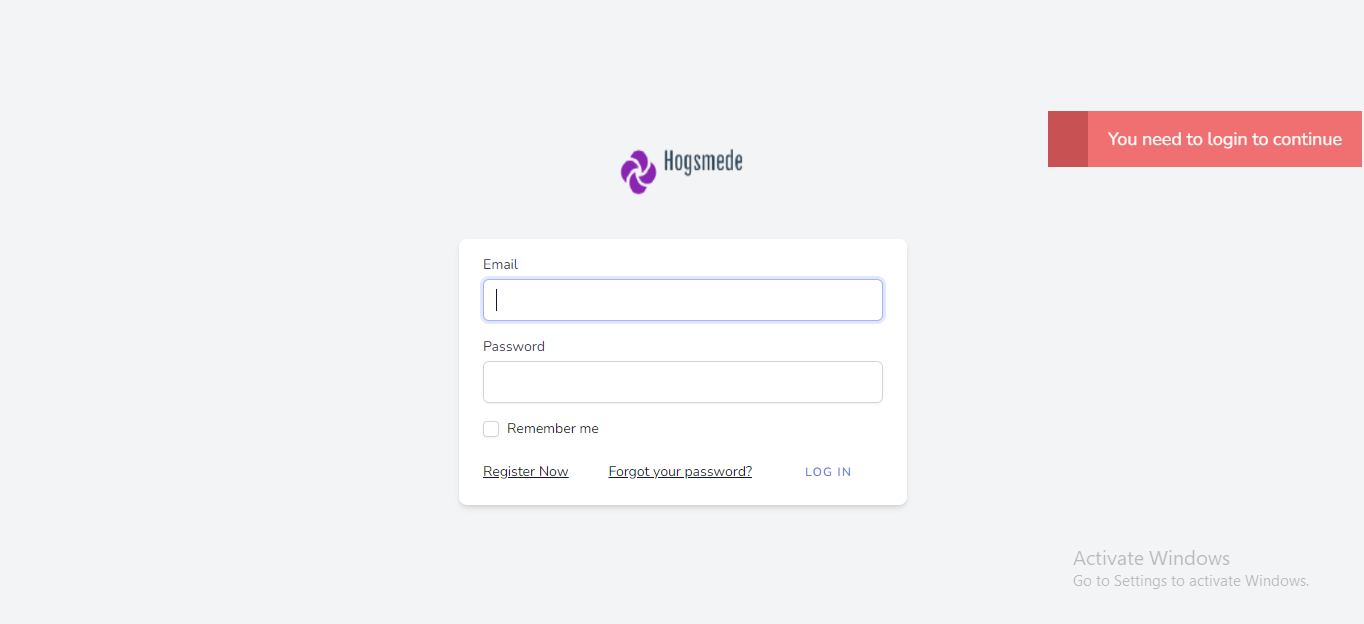 You need to login to continue
Hogsmede
Email
Password
Remember me
Register Now Forgot your password? LOG IN
Activate Windows
Go to Settings to activate Windows.